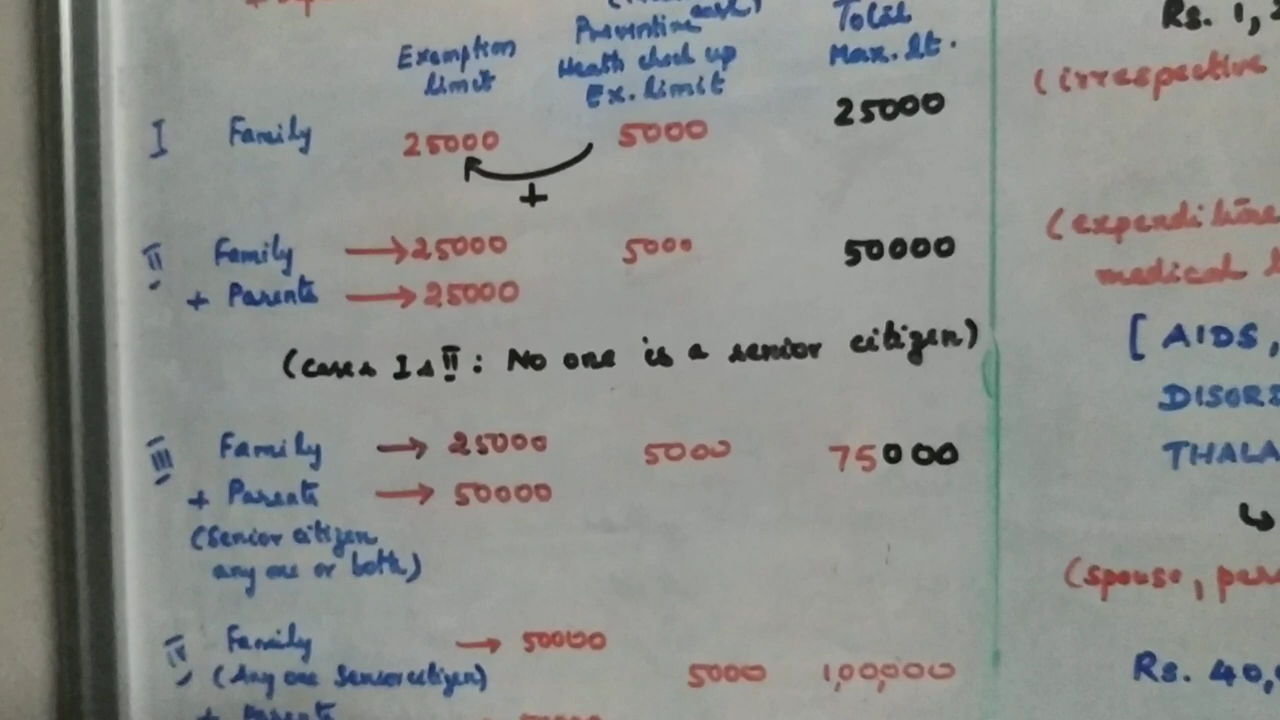 Exemption limit
Preventive Health check up Ex. limit
Total Max. lt.
I Family 25000 5000 25000
+
II Family → 25000 5000 50000
+ Parents → 25000
(Cases I & II : No one is a senior citizen)
III Family → 25000 5000 75000
+ Parents → 50000
(Senior citizen
any one or both)
IV Family → 50000
(Any one Senior citizen) 5000 1,00,000
+ Parents
Rs. 1,
(irrespective
(expenditure
medical
[ AIDS,
DISORS
THALA
↳
(spouse,
Rs. 40,